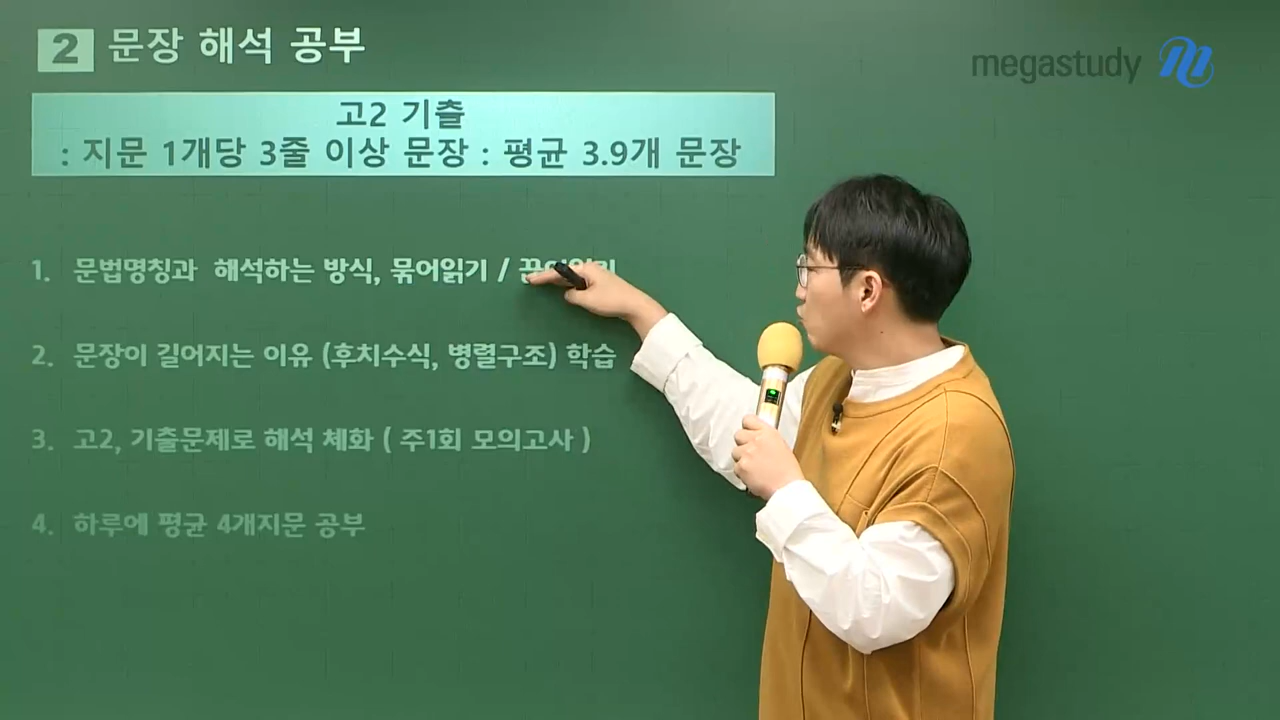 2 문장 해석 공부
megastudy
고2 기출
: 지문 1개당 3줄 이상 문장 : 평균 3.9개 문장
1. 문법명칭과 해석하는 방식, 묶어읽기 /
2. 문장이 길어지는 이유 (후치수식, 병렬구조) 학습
3. 고2, 기출문제로 해석 체화 ( 주1회 모의고사 )
4. 하루에 평균 4개지문 공부